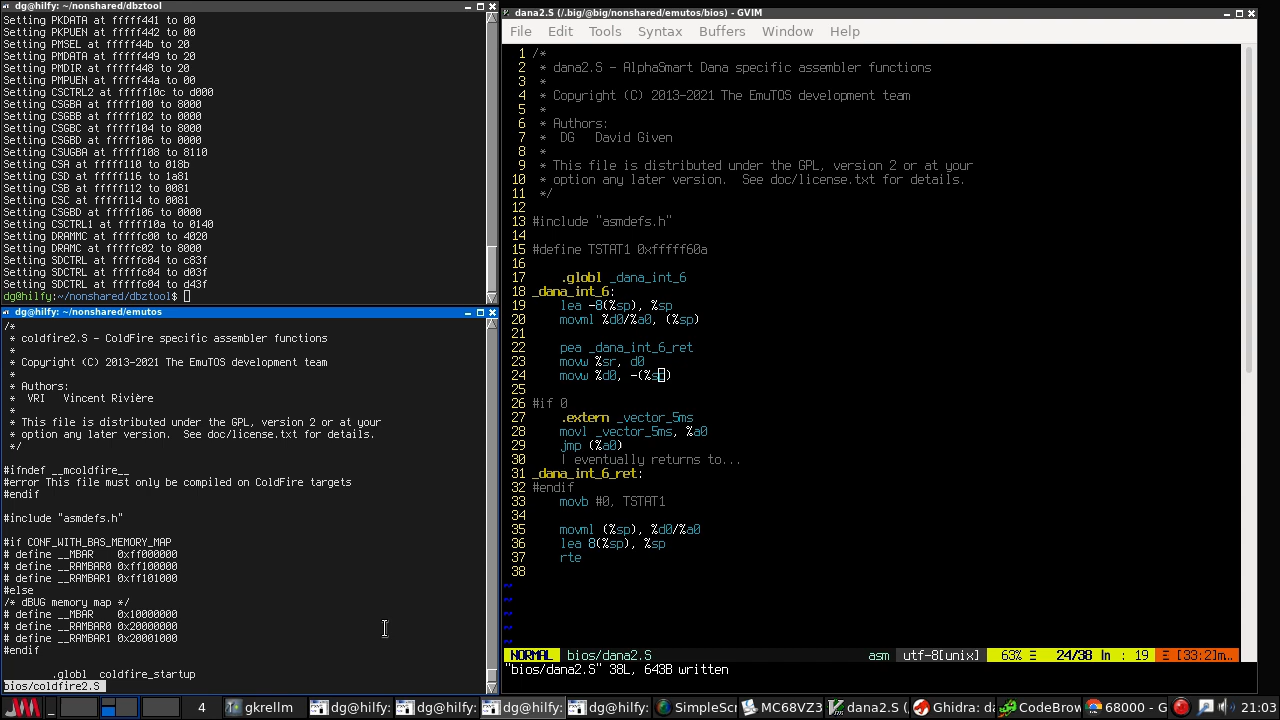 dg@hilfy: ~/nonshared/dbztool
Setting PKDATA at fffff441 to 00
Setting PKPUEN at fffff442 to 00
Setting PMSEL at fffff44b to 20
Setting PMDATA at fffff449 to 20
Setting PMDIR at fffff448 to 20
Setting PMPUEN at fffff44a to 00
Setting CSCTRL2 at fffff10c to d000
Setting CSGBA at fffff100 to 8000
Setting CSGBB at fffff102 to 0000
Setting CSGBC at fffff104 to 8000
Setting CSGBD at fffff106 to 0000
Setting CSUGBA at fffff108 to 8110
Setting CSA at fffff110 to 018b
Setting CSD at fffff116 to 1a81
Setting CSB at fffff112 to 0081
Setting CSC at fffff114 to 0081
Setting CSGBD at fffff106 to 0000
Setting CSCTRL1 at fffff10a to 0140
Setting DRAMMC at fffffc00 to 4020
Setting DRAMC at fffffc02 to 8000
Setting SDCTRL at fffffc04 to c83f
Setting SDCTRL at fffffc04 to d03f
Setting SDCTRL at fffffc04 to d43f
dg@hilfy:~/nonshared/dbztool$
dg@hilfy: ~/nonshared/emutos
/*
* coldfire2.S - ColdFire specific assembler functions
*
* Copyright (C) 2013-2021 The EmuTOS development team
*
* Authors:
* VRI Vincent Rivière
*
* This file is distributed under the GPL, version 2 or at your
* option any later version. See doc/license.txt for details.
*/
#ifndef __mcoldfire__
#error This file must only be compiled on ColdFire targets
#endif
#include "asmdefs.h"
#if CONF_WITH_BAS_MEMORY_MAP
# define __MBAR 0xff000000
# define __RAMBAR0 0xff100000
# define __RAMBAR1 0xff101000
#else
/* dBUG memory map */
# define __MBAR 0x10000000
# define __RAMBAR0 0x20000000
# define __RAMBAR1 0x20001000
#endif
.globl coldfire_startup
bios/coldfire2.S
dana2.S (/.big/@big/nonshared/emutos/bios) - GVIM
File Edit Tools Syntax Buffers Window Help
1 /*
2 * dana2.S - AlphaSmart Dana specific assembler functions
3 *
4 * Copyright (C) 2013-2021 The EmuTOS development team
5 *
6 * Authors:
7 * DG David Given
8 *
9 * This file is distributed under the GPL, version 2 or at your
10 * option any later version. See doc/license.txt for details.
11 */
12
13 #include "asmdefs.h"
14
15 #define TSTAT1 0xfffff60a
16
17 .globl _dana_int_6
18 _dana_int_6:
19 lea -8(%sp), %sp
20 movml %d0/%a0, (%sp)
21
22 pea _dana_int_6_ret
23 movw %sr, d0
24 movw %d0, -(%sp)
25
26 #if 0
27 .extern _vector_5ms
28 movl _vector_5ms, %a0
29 jmp (%a0)
30 | eventually returns to...
31 _dana_int_6_ret:
32 #endif
33 movb #0, TSTAT1
34
35 movml (%sp), %d0/%a0
36 lea 8(%sp), %sp
37 rte
38
~
~
~
~
~
NORMAL bios/dana2.S asm utf-8[unix] 63% Ξ 24/38 ln : 19 Ξ [33:2]m…
"bios/dana2.S" 38L, 643B written
4 gkrellm dg@hilfy: dg@hilfy: dg@hilfy: dg@hilfy: SimpleScr MC68VZ3 dana2.S (. Ghidra: da CodeBrow 68000 - G 21:03